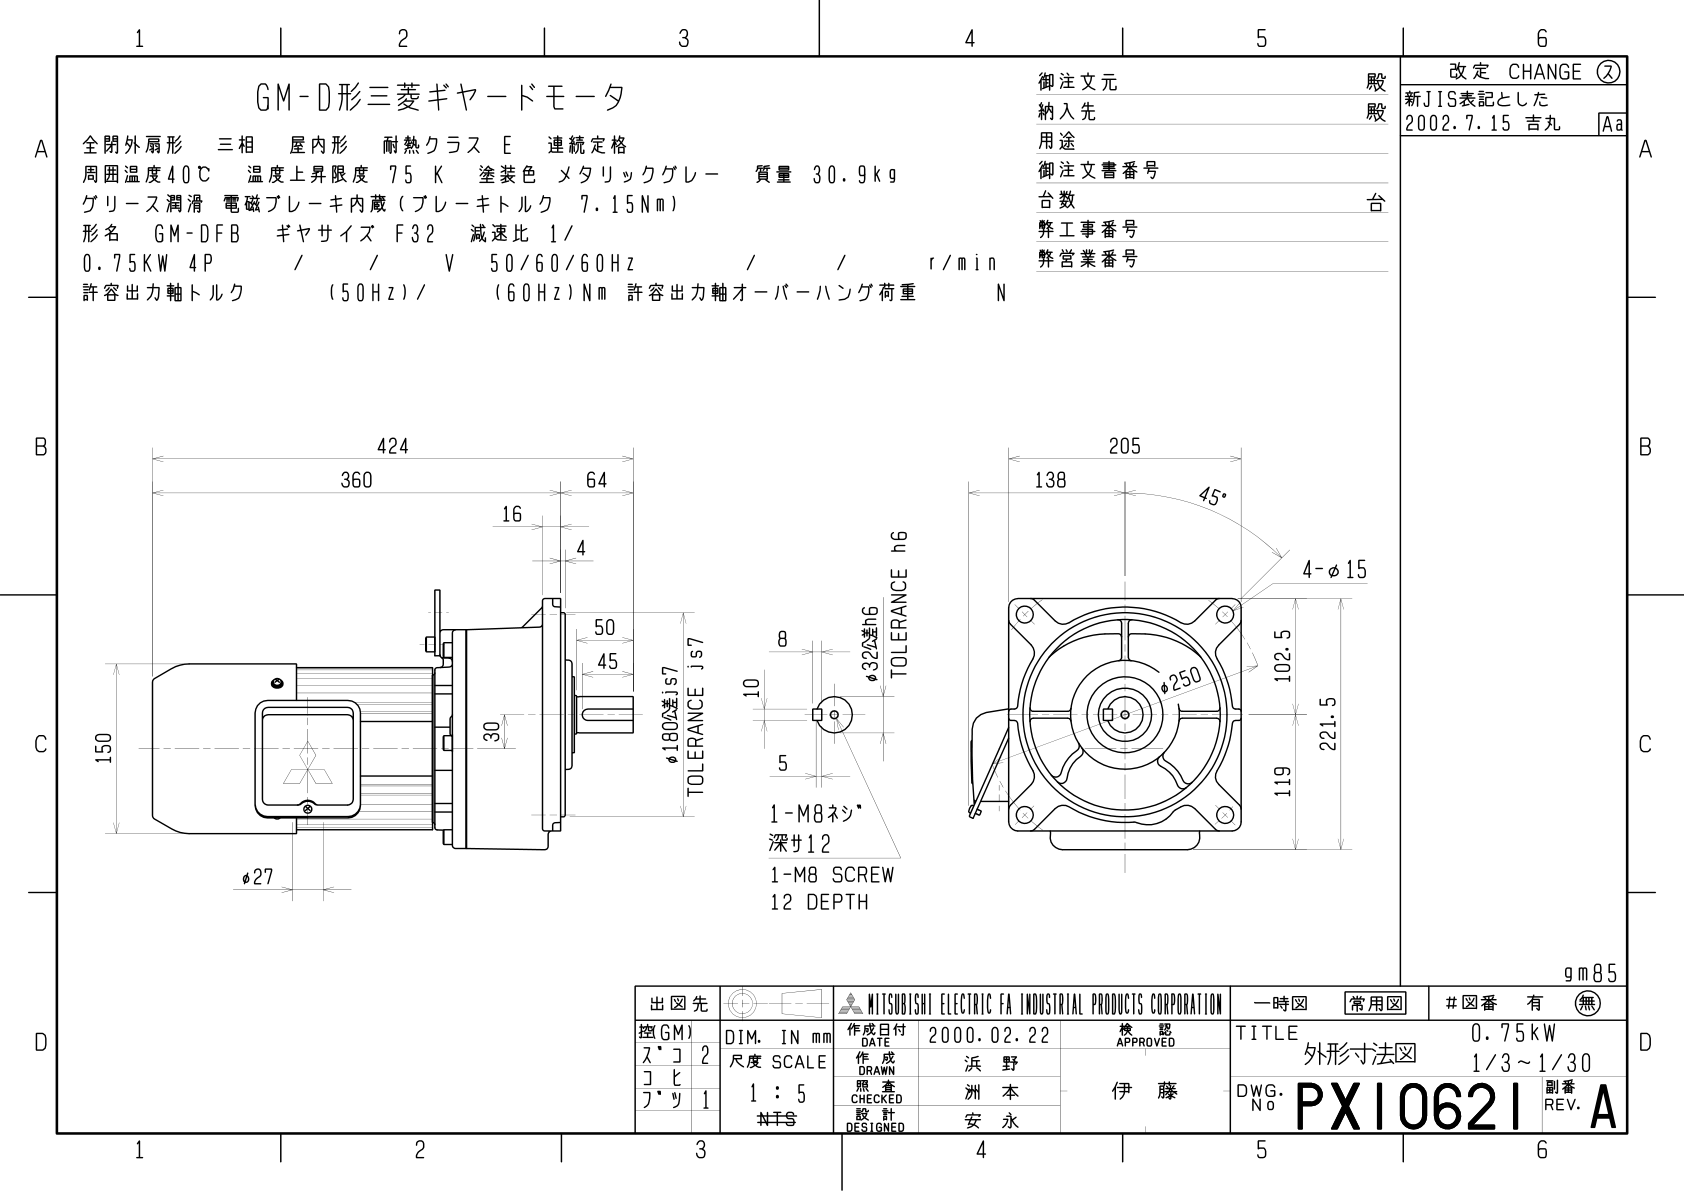 1 2 3 4 5 6
A A
B B
C C
D D
GM-D形三菱ギヤードモータ
全閉外扇形 三相 屋内形 耐熱クラス E 連続定格
周囲温度40℃ 温度上昇限度 75 K 塗装色 メタリックグレー 質量 30.9kg
グリース潤滑 電磁ブレーキ内蔵(ブレーキトルク 7.15Nm)
形名 GM-DFB ギヤサイズ F32 減速比 1/
0.75KW 4P / / V 50/60/60Hz / / r/min
許容出力軸トルク (50Hz)/ (60Hz)Nm 許容出力軸オーバーハング荷重 N
御注文元 殿
納入先 殿
用途
御注文書番号
台数 台
弊工事番号
弊営業番号
改定 CHANGE ス
新JIS表記とした
2002.7.15 吉丸 Aa
424
360 64
16
4
50
45
30
150
φ27
φ180公差js7
TOLERANCE js7
8
10
5
φ32公差h6
TOLERANCE h6
1-M8ネジ
深サ12
1-M8 SCREW
12 DEPTH
205
138
45°
4-φ15
φ250
102.5
119
221.5
gm85
出図先
控(GM)
ズコ 2
コヒ
ブツ 1
DIM. IN mm
尺度 SCALE
1 : 5
NTS
MITSUBISHI ELECTRIC FA INDUSTRIAL PRODUCTS CORPORATION
作成日付 DATE 2000.02.22
作成 DRAWN 浜野
照査 CHECKED 洲本
設計 DESIGNED 安永
検認 APPROVED
伊藤
一時図 常用図 #図番 有 無
TITLE 外形寸法図
0.75kW
1/3~1/30
DWG. No PX10621
副番 REV. A
1 2 3 4 5 6